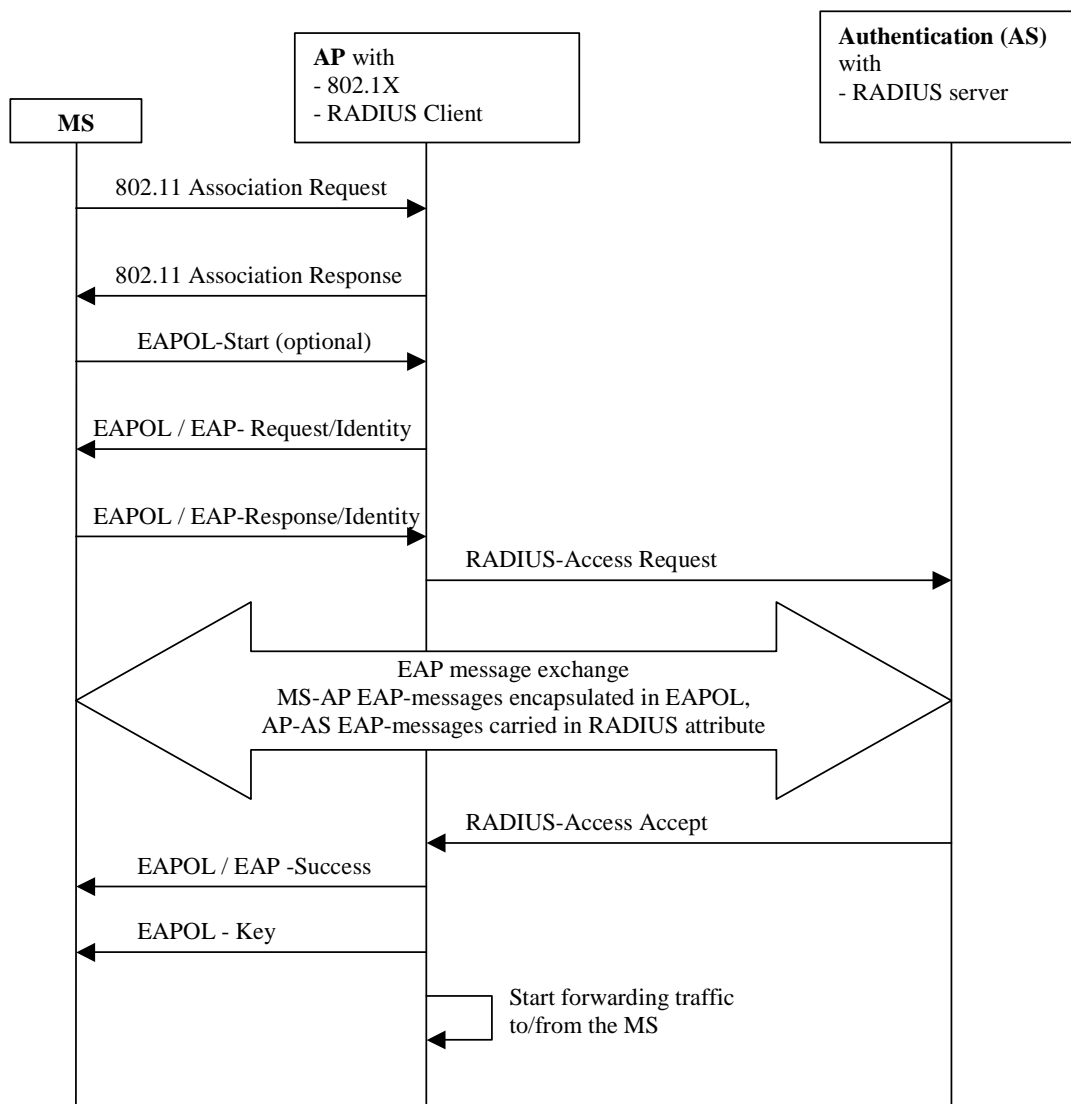 MS
AP with
- 802.1X
- RADIUS Client
Authentication (AS)
with
- RADIUS server
802.11 Association Request
802.11 Association Response
EAPOL-Start (optional)
EAPOL / EAP- Request/Identity
EAPOL / EAP-Response/Identity
RADIUS-Access Request
EAP message exchange
MS-AP EAP-messages encapsulated in EAPOL,
AP-AS EAP-messages carried in RADIUS attribute
RADIUS-Access Accept
EAPOL / EAP -Success
EAPOL - Key
Start forwarding traffic
to/from the MS